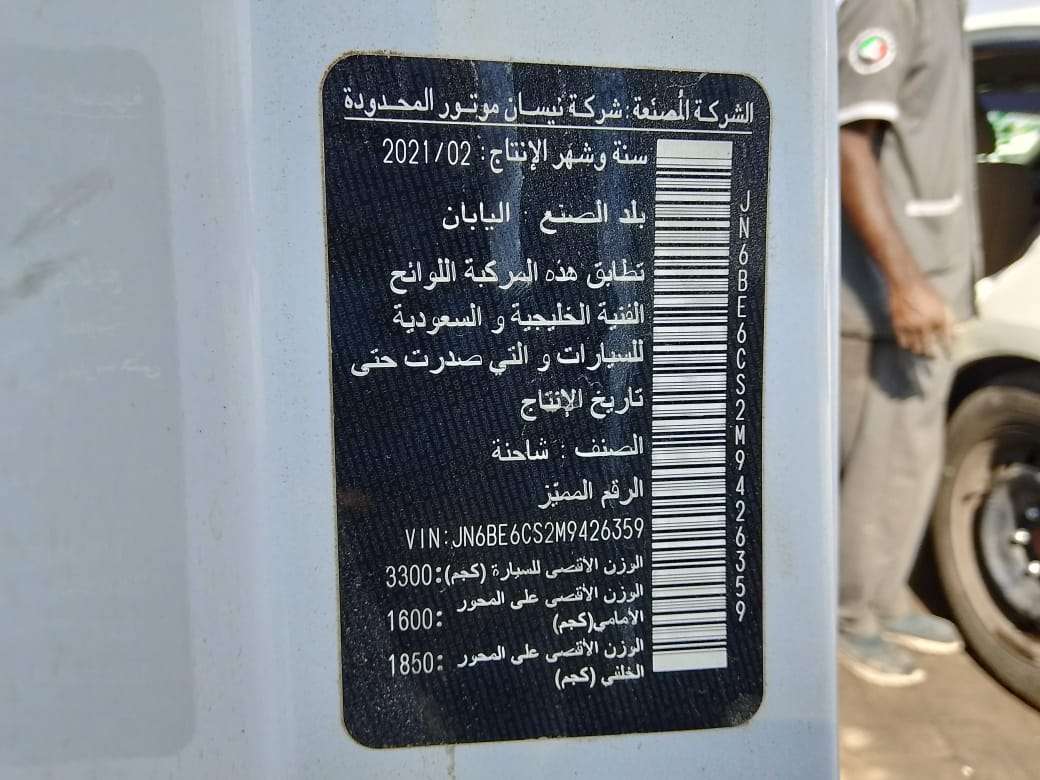 الشركة المُصنعة: شركة نيسان موتور المحدودة
سنة وشهر الإنتاج: 2021/02
بلد الصنع : اليابان
تطابق هذه المركبة اللوائح
الفنية الخليجية و السعودية
للسيارات و التي صدرت حتى
تاريخ الإنتاج
الصنف : شاحنة
الرقم المميّز
VIN:JN6BE6CS2M9426359
الوزن الأقصى للسيارة (كجم):3300
الوزن الأقصى على المحور
الأمامي(كجم) :1600
الوزن الأقصى على المحور
الخلفي (كجم) :1850
JN6BE6CS2M9426359